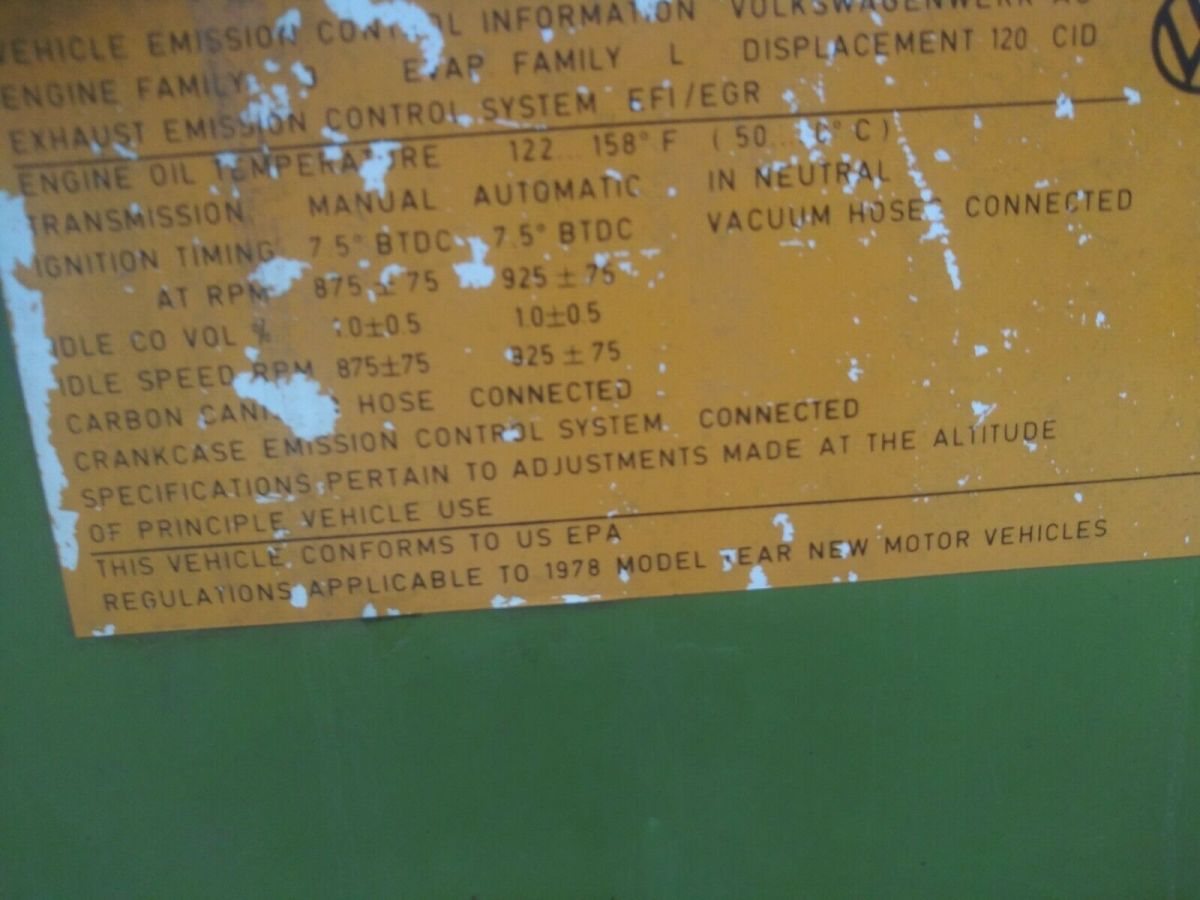 VEHICLE EMISSION CONTROL INFORMATION VOLKSWAGENWERK AG
ENGINE FAMILY EVAP FAMILY L DISPLACEMENT 120 CID
EXHAUST EMISSION CONTROL SYSTEM EFI/EGR
ENGINE OIL TEMPERATURE 122... 158° F ( 50... °C )
TRANSMISSION MANUAL AUTOMATIC IN NEUTRAL
IGNITION TIMING 7.5° BTDC 7.5° BTDC VACUUM HOSES CONNECTED
AT RPM 875 ± 75 925 ± 75
IDLE CO VOL % 1.0±0.5 1.0±0.5
IDLE SPEED RPM 875±75 925 ± 75
CARBON HOSE CONNECTED
CRANKCASE EMISSION CONTROL SYSTEM CONNECTED
SPECIFICATIONS PERTAIN TO ADJUSTMENTS MADE AT THE ALTITUDE
OF PRINCIPLE VEHICLE USE
THIS VEHICLE CONFORMS TO US EPA
REGULATIONS APPLICABLE TO 1978 MODEL YEAR NEW MOTOR VEHICLES